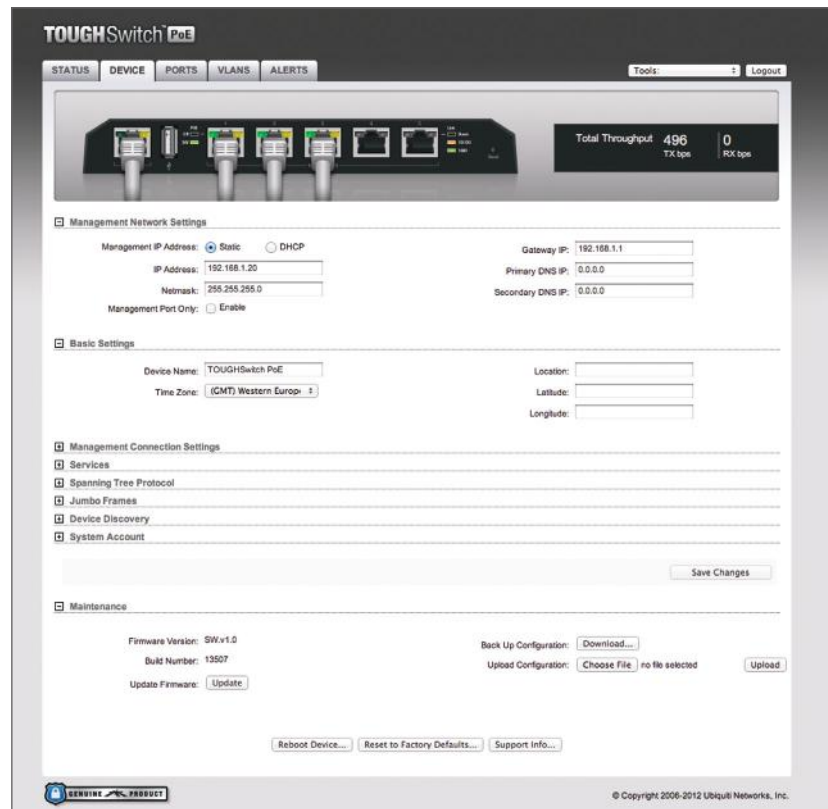 TOUGHSwitch™ PoE
STATUS DEVICE PORTS VLANS ALERTS Tools: Logout
Total Throughput 496 0
TX bps RX bps
Management Network Settings
Management IP Address: Static DHCP Gateway IP: 192.168.1.1
IP Address: 192.168.1.20 Primary DNS IP: 0.0.0.0
Netmask: 255.255.255.0 Secondary DNS IP: 0.0.0.0
Management Port Only: Enable
Basic Settings
Device Name: TOUGHSwitch PoE Location:
Time Zone: (GMT) Western Europ Latitude:
Longitude:
Management Connection Settings
Services
Spanning Tree Protocol
Jumbo Frames
Device Discovery
System Account
Save Changes
Maintenance
Firmware Version: SW.v1.0 Back Up Configuration: Download...
Build Number: 13507 Upload Configuration: Choose File no file selected Upload
Update Firmware: Update
Reboot Device... Reset to Factory Defaults... Support Info...
GENUINE PRODUCT © Copyright 2006-2012 Ubiquiti Networks, Inc.